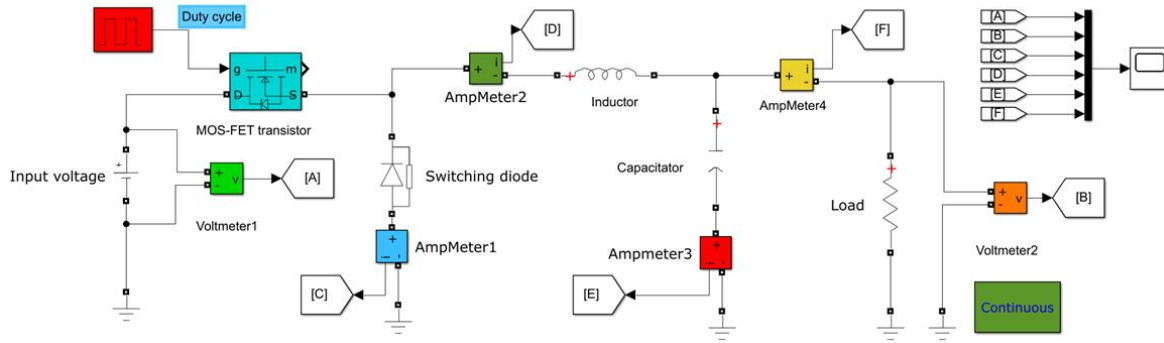 Duty cycle
g
m
D
S
MOS-FET transistor
Input voltage
+
+
-
v
[A]
Voltmeter1
Switching diode
+
-
i
AmpMeter1
[C]
[D]
+
i
-
AmpMeter2
+
Inductor
+
Capacitator
+
-
i
Ampmeter3
[E]
[F]
+
i
-
AmpMeter4
+
Load
+
-
v
[B]
Voltmeter2
Continuous
[A]
[B]
[C]
[D]
[E]
[F]